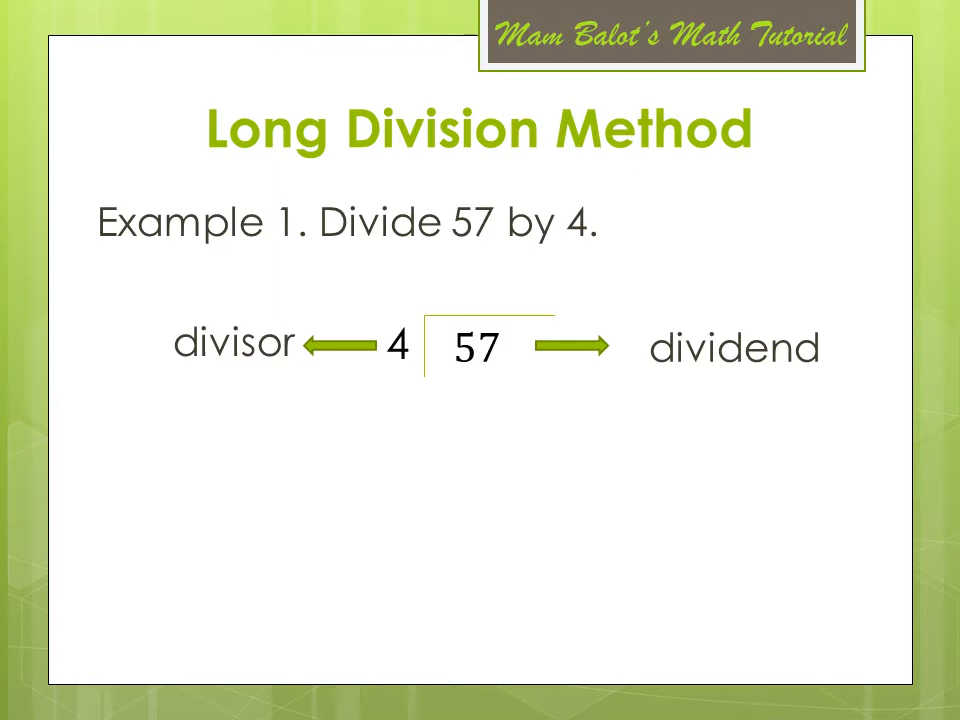 Mam Balot's Math Tutorial
Long Division Method
Example 1. Divide 57 by 4.
divisor 4 57 dividend